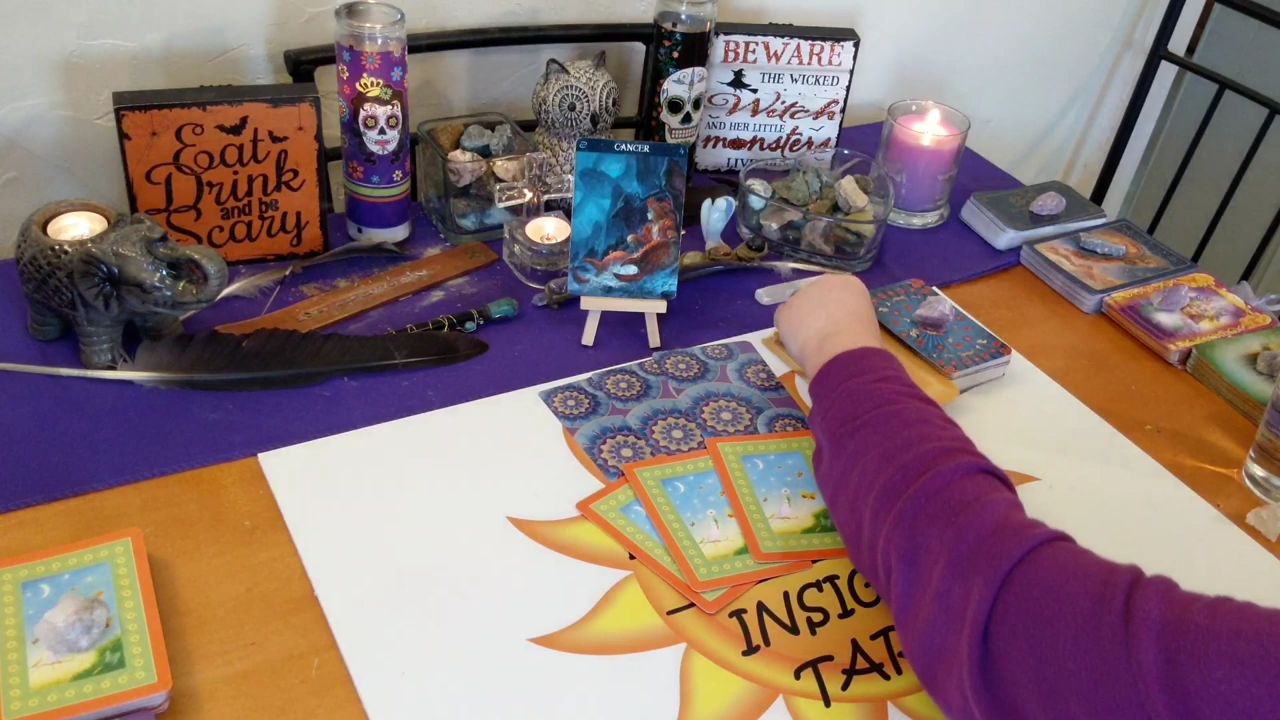 Eat
Drink
and be
Scary
CANCER
BEWARE
THE WICKED
Witch
AND HER LITTLE
monsters
INSIG
TAR